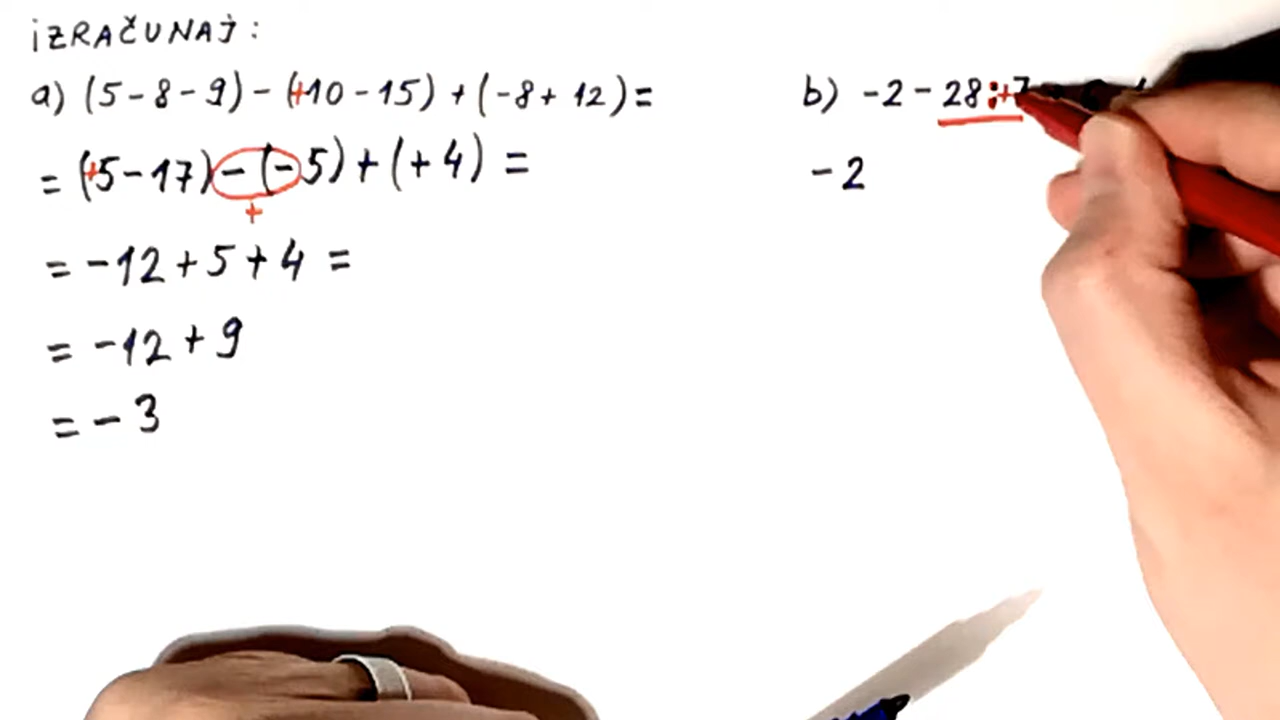 iZRAČUNAJ:
a) (5 - 8 - 9) - (+10 - 15) + (-8 + 12) =
= (+5 - 17) - (-5) + (+4) =
+
= -12 + 5 + 4 =
= -12 + 9
= -3
b) -2 - 28 : +7
-2